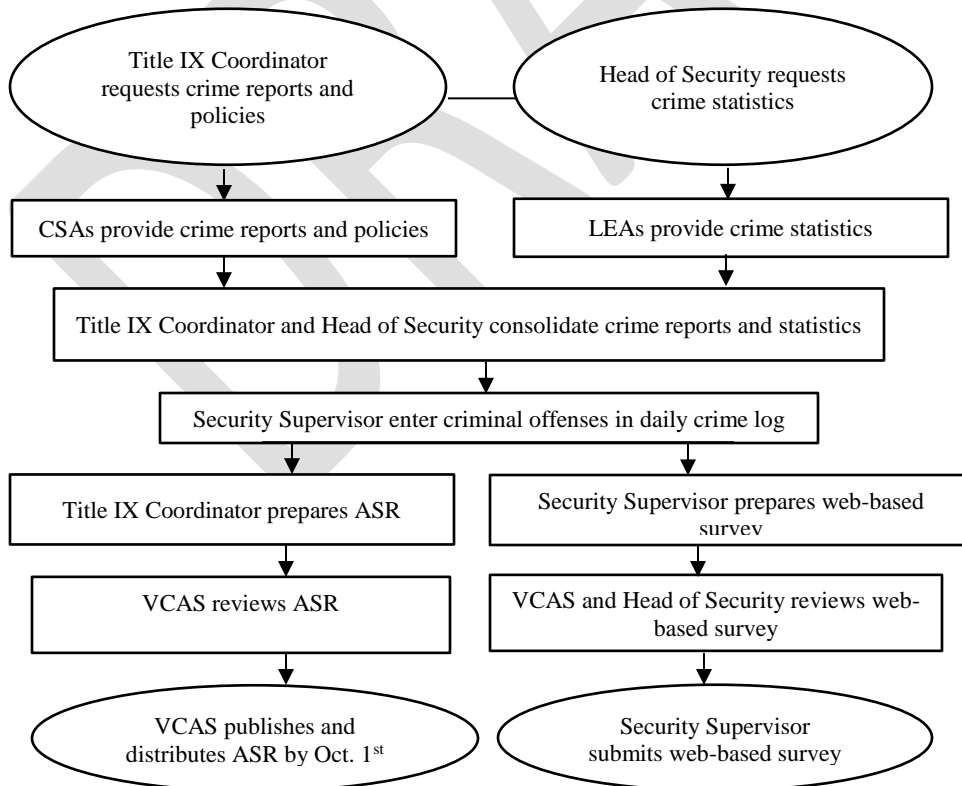 Title IX Coordinator
requests crime reports and
policies
Head of Security requests
crime statistics
CSAs provide crime reports and policies
LEAs provide crime statistics
Title IX Coordinator and Head of Security consolidate crime reports and statistics
Security Supervisor enter criminal offenses in daily crime log
Title IX Coordinator prepares ASR
Security Supervisor prepares web-based
survey
VCAS reviews ASR
VCAS and Head of Security reviews web-
based survey
VCAS publishes and
distributes ASR by Oct. 1st
Security Supervisor
submits web-based survey